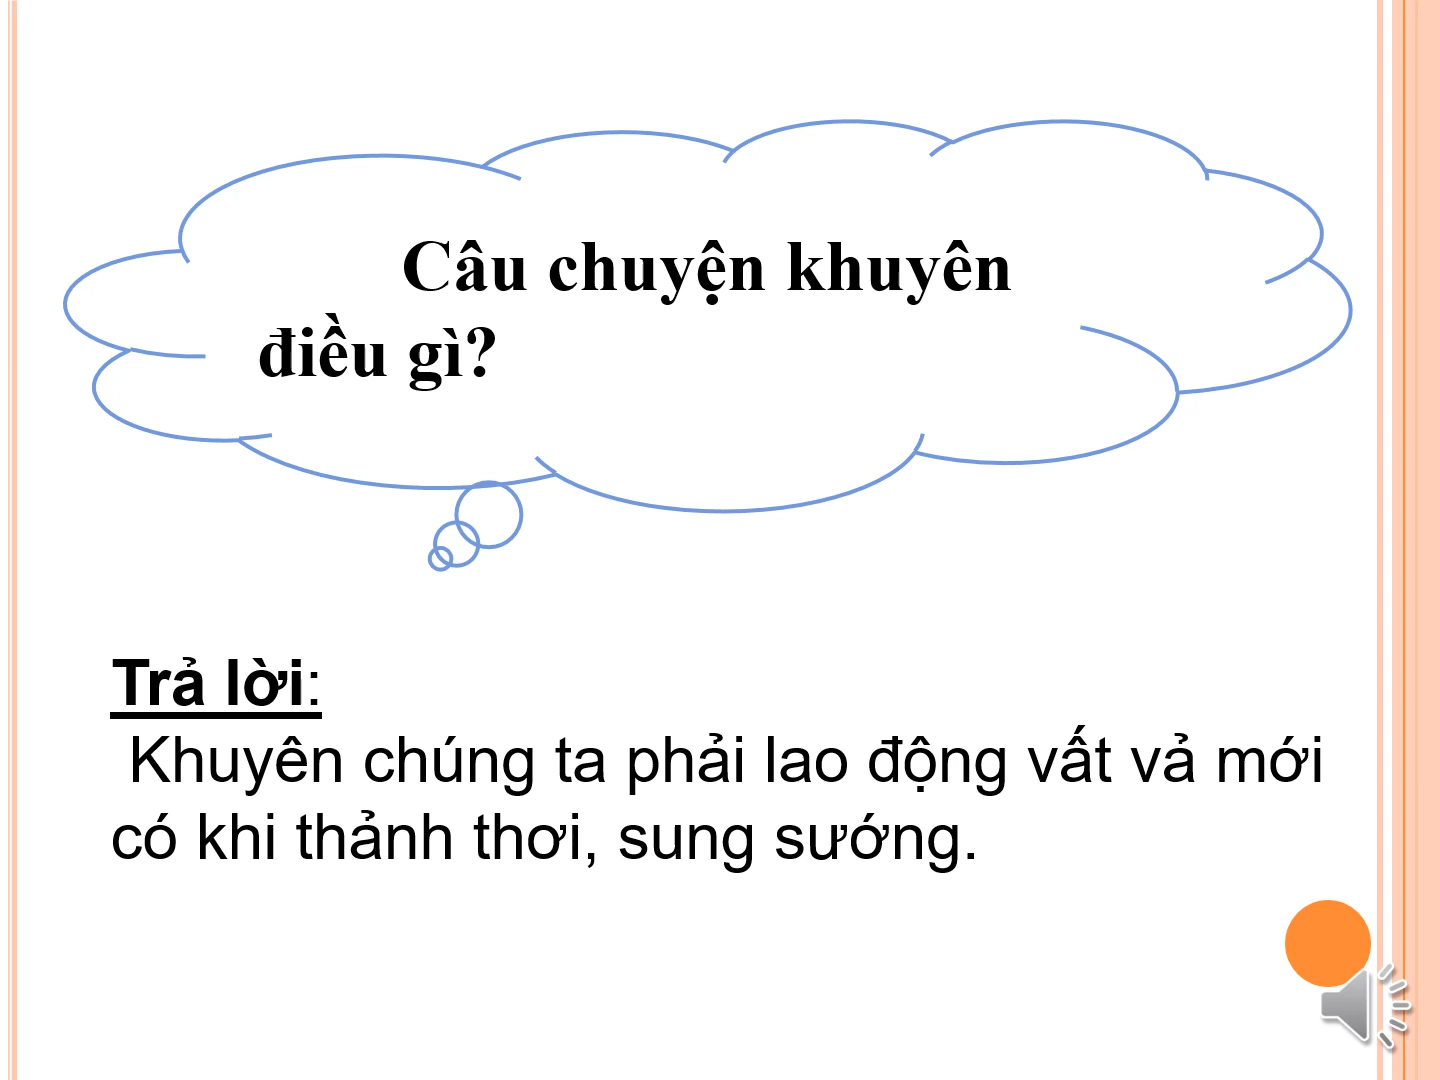 Câu chuyện khuyên
điều gì?
Trả lời:
Khuyên chúng ta phải lao động vất vả mới
có khi thảnh thơi, sung sướng.